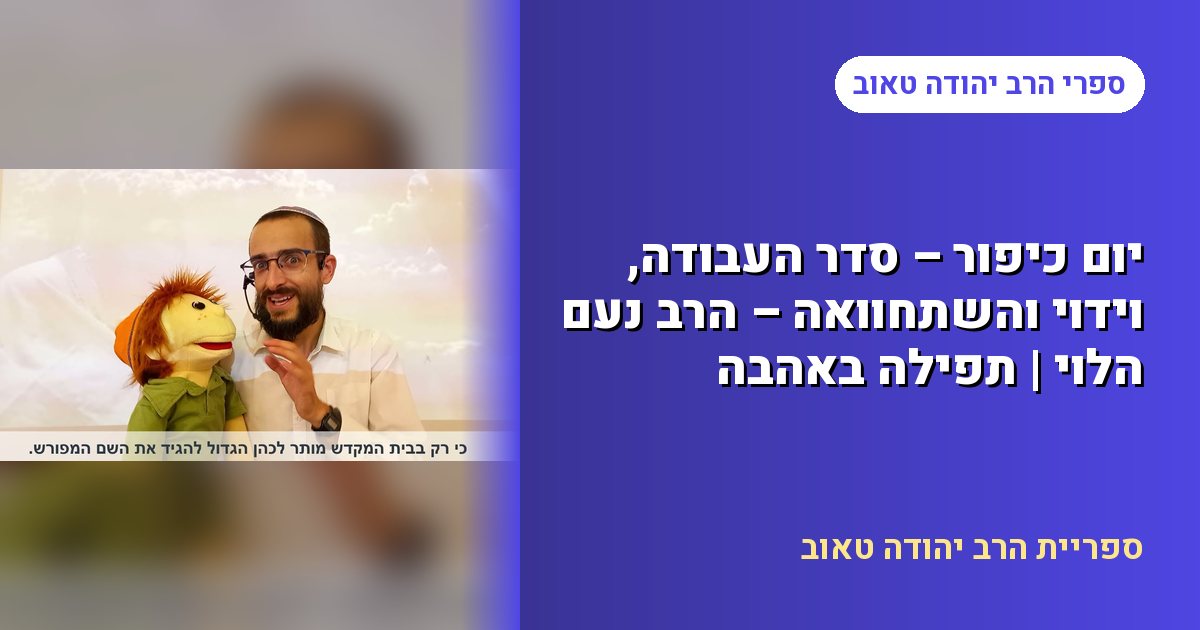 ספרי הרב יהודה טאוב
יום כיפור – סדר העבודה,
וידוי והשתחוואה – הרב נעם
הלוי | תפילה באהבה
כי רק בבית המקדש מותר לכהן הגדול להגיד את השם המפורש.
ספריית הרב יהודה טאוב